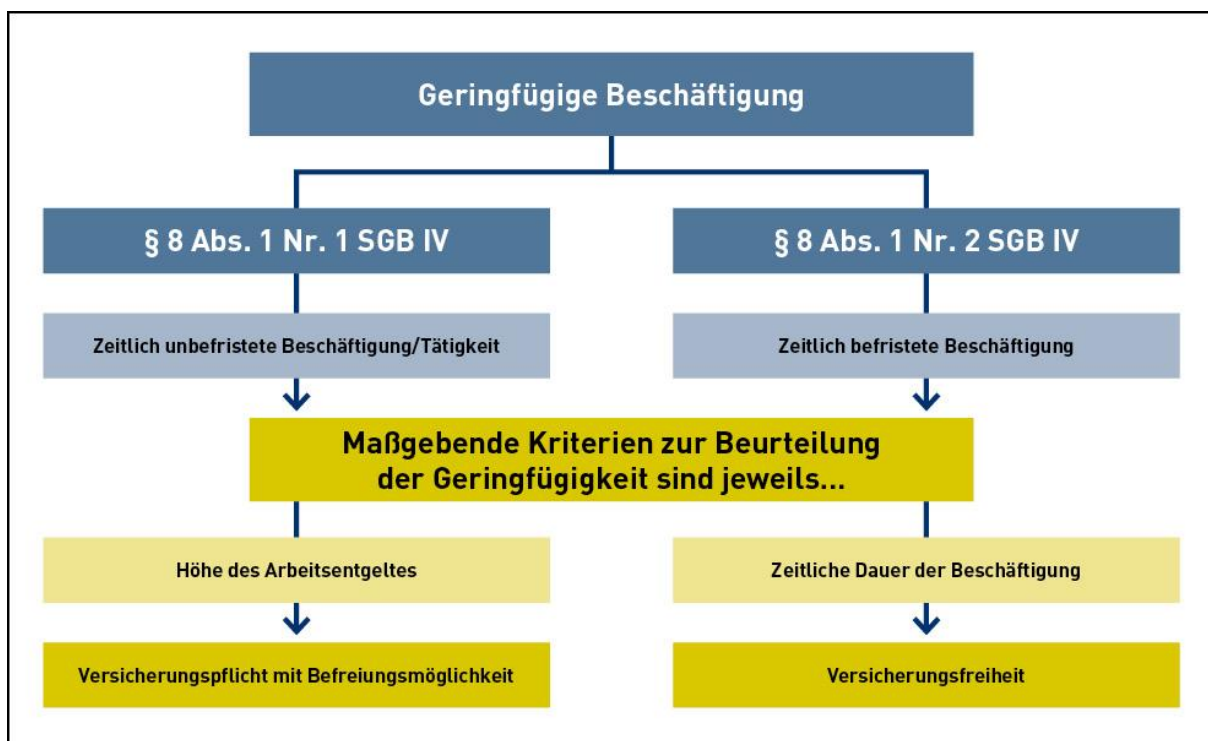 Geringfügige Beschäftigung
§ 8 Abs. 1 Nr. 1 SGB IV
§ 8 Abs. 1 Nr. 2 SGB IV
Zeitlich unbefristete Beschäftigung/Tätigkeit
Zeitlich befristete Beschäftigung
Maßgebende Kriterien zur Beurteilung
der Geringfügigkeit sind jeweils...
Höhe des Arbeitsentgeltes
Zeitliche Dauer der Beschäftigung
Versicherungspflicht mit Befreiungsmöglichkeit
Versicherungsfreiheit